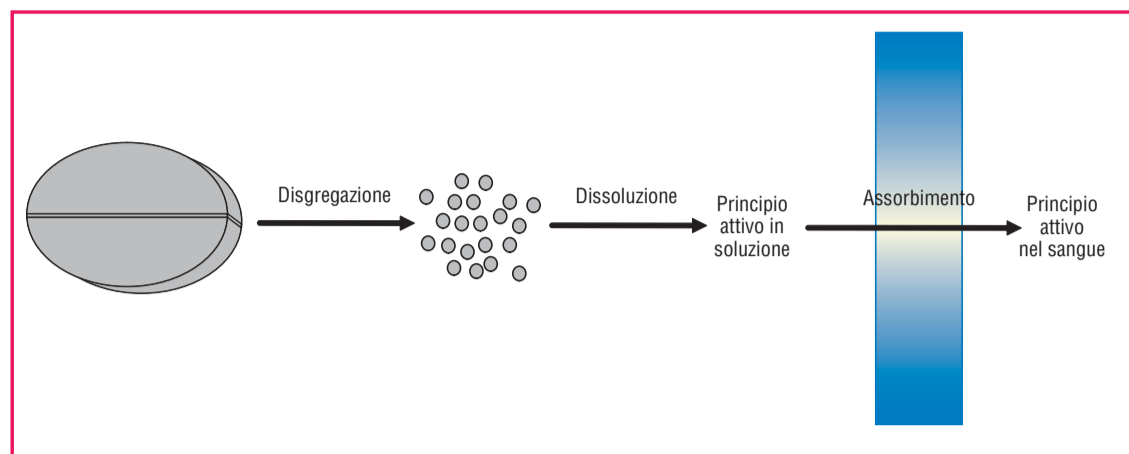 Disgregazione
Dissoluzione
Principio
attivo in
soluzione
Assorbimento
Principio
attivo
nel sangue